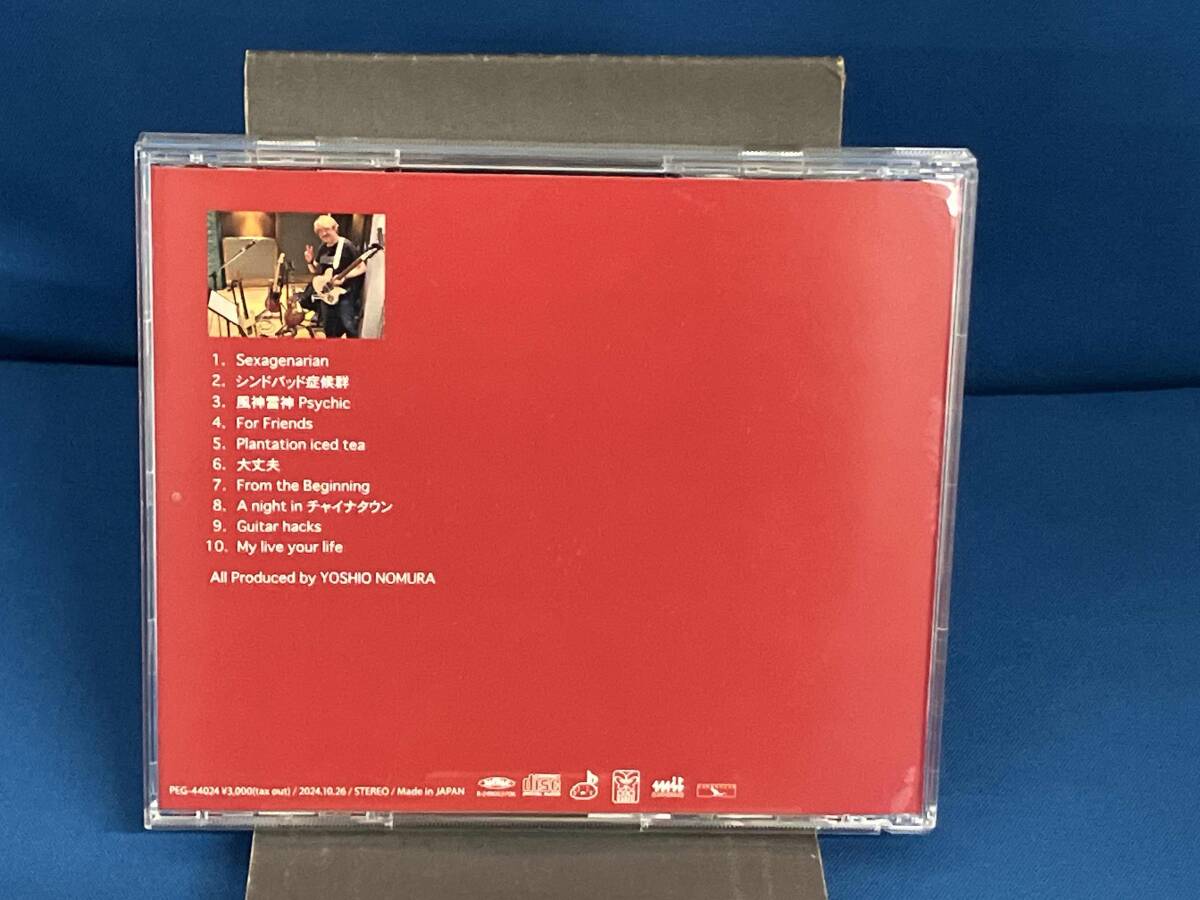 1. Sexagenarian
2. シンドバッド症候群
3. 風神雷神 Psychic
4. For Friends
5. Plantation iced tea
6. 大丈夫
7. From the Beginning
8. A night in チャイナタウン
9. Guitar hacks
10. My live your life
All Produced by YOSHIO NOMURA
PEG-44024 ¥3,000(tax out) / 2024.10.26 / STEREO / Made in JAPAN
disc